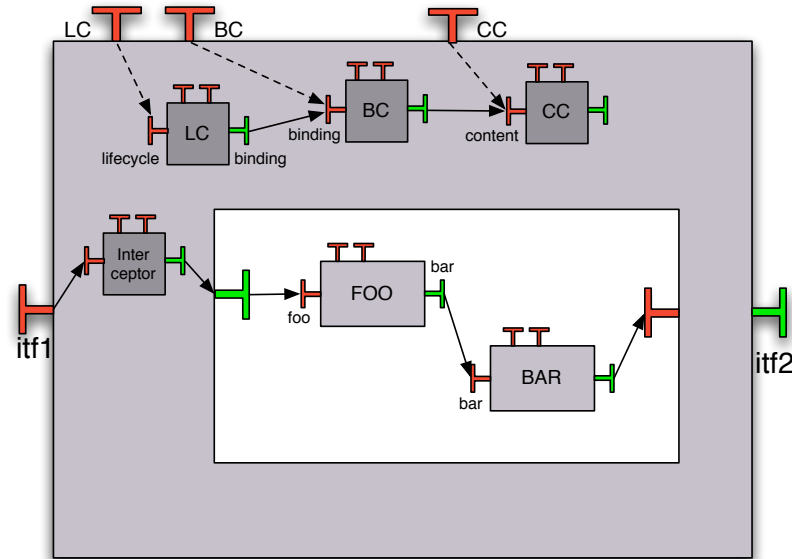 LC
BC
CC
LC
BC
CC
lifecycle
binding
binding
content
Inter
ceptor
itf1
FOO
foo
bar
BAR
bar
itf2